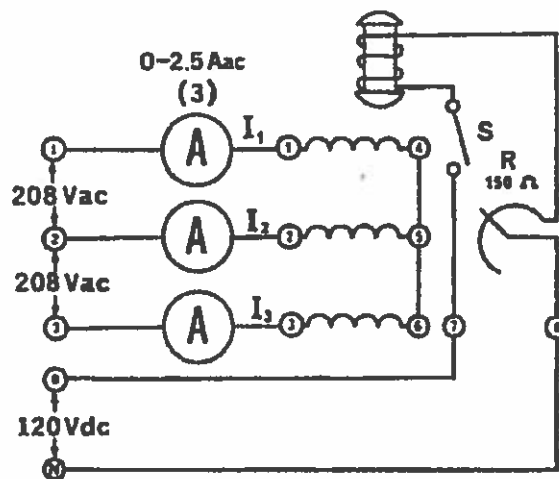 0-2.5 Aac
(3)
S
R
150 Ω
1 A I₁ 1 4
208 Vac
2 A I₂ 2 5
208 Vac
3 A I₃ 3 6 7
120 Vdc
N